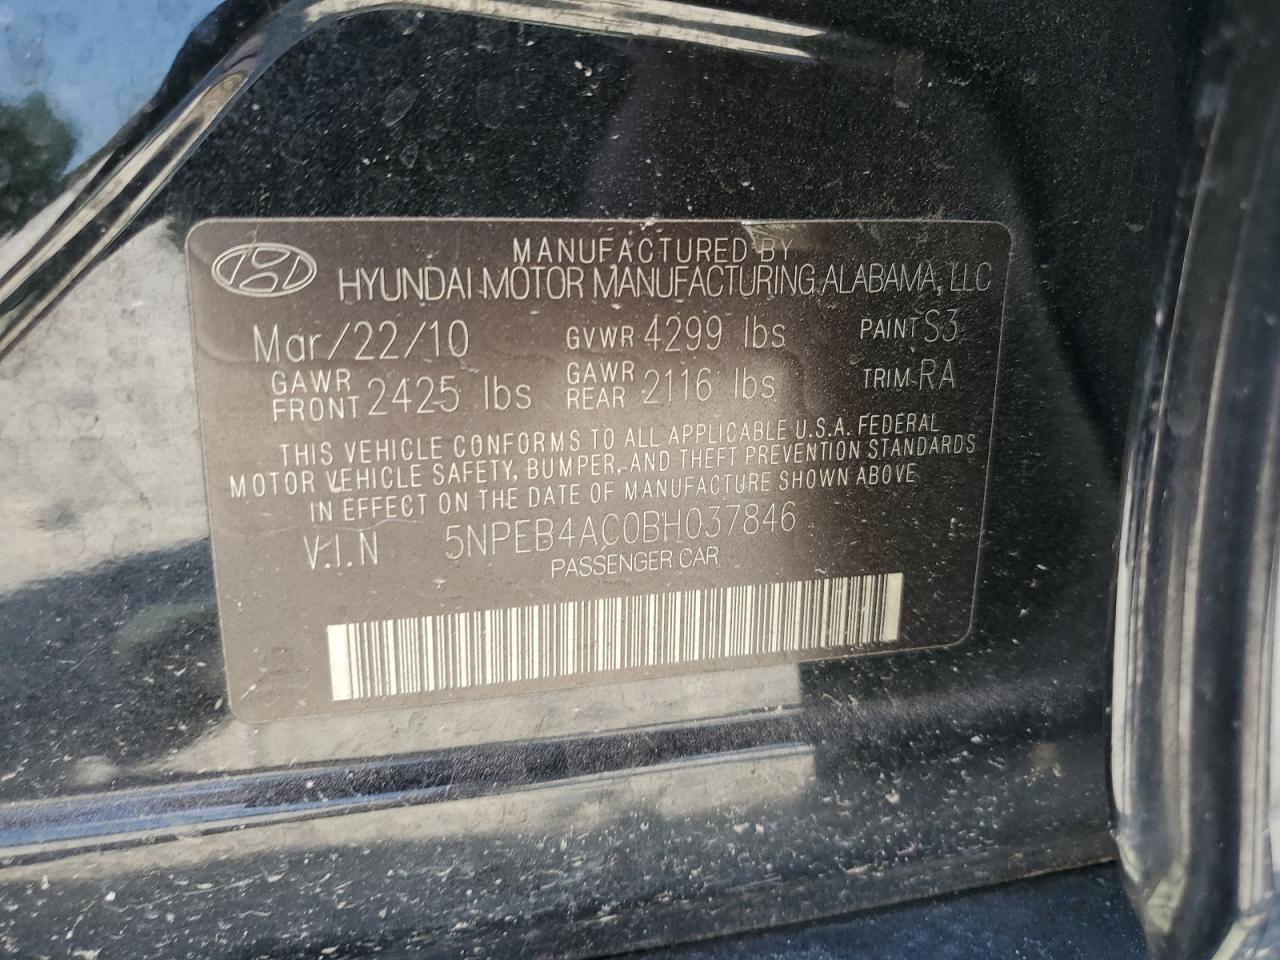 MANUFACTURED BY
HYUNDAI MOTOR MANUFACTURING ALABAMA, LLC
Mar/22/10 GVWR 4299 lbs PAINT S3
GAWR FRONT 2425 lbs GAWR REAR 2116 lbs TRIM RA
THIS VEHICLE CONFORMS TO ALL APPLICABLE U.S.A. FEDERAL
MOTOR VEHICLE SAFETY, BUMPER, AND THEFT PREVENTION STANDARDS
IN EFFECT ON THE DATE OF MANUFACTURE SHOWN ABOVE
V.I.N 5NPEB4AC0BH037846
PASSENGER CAR